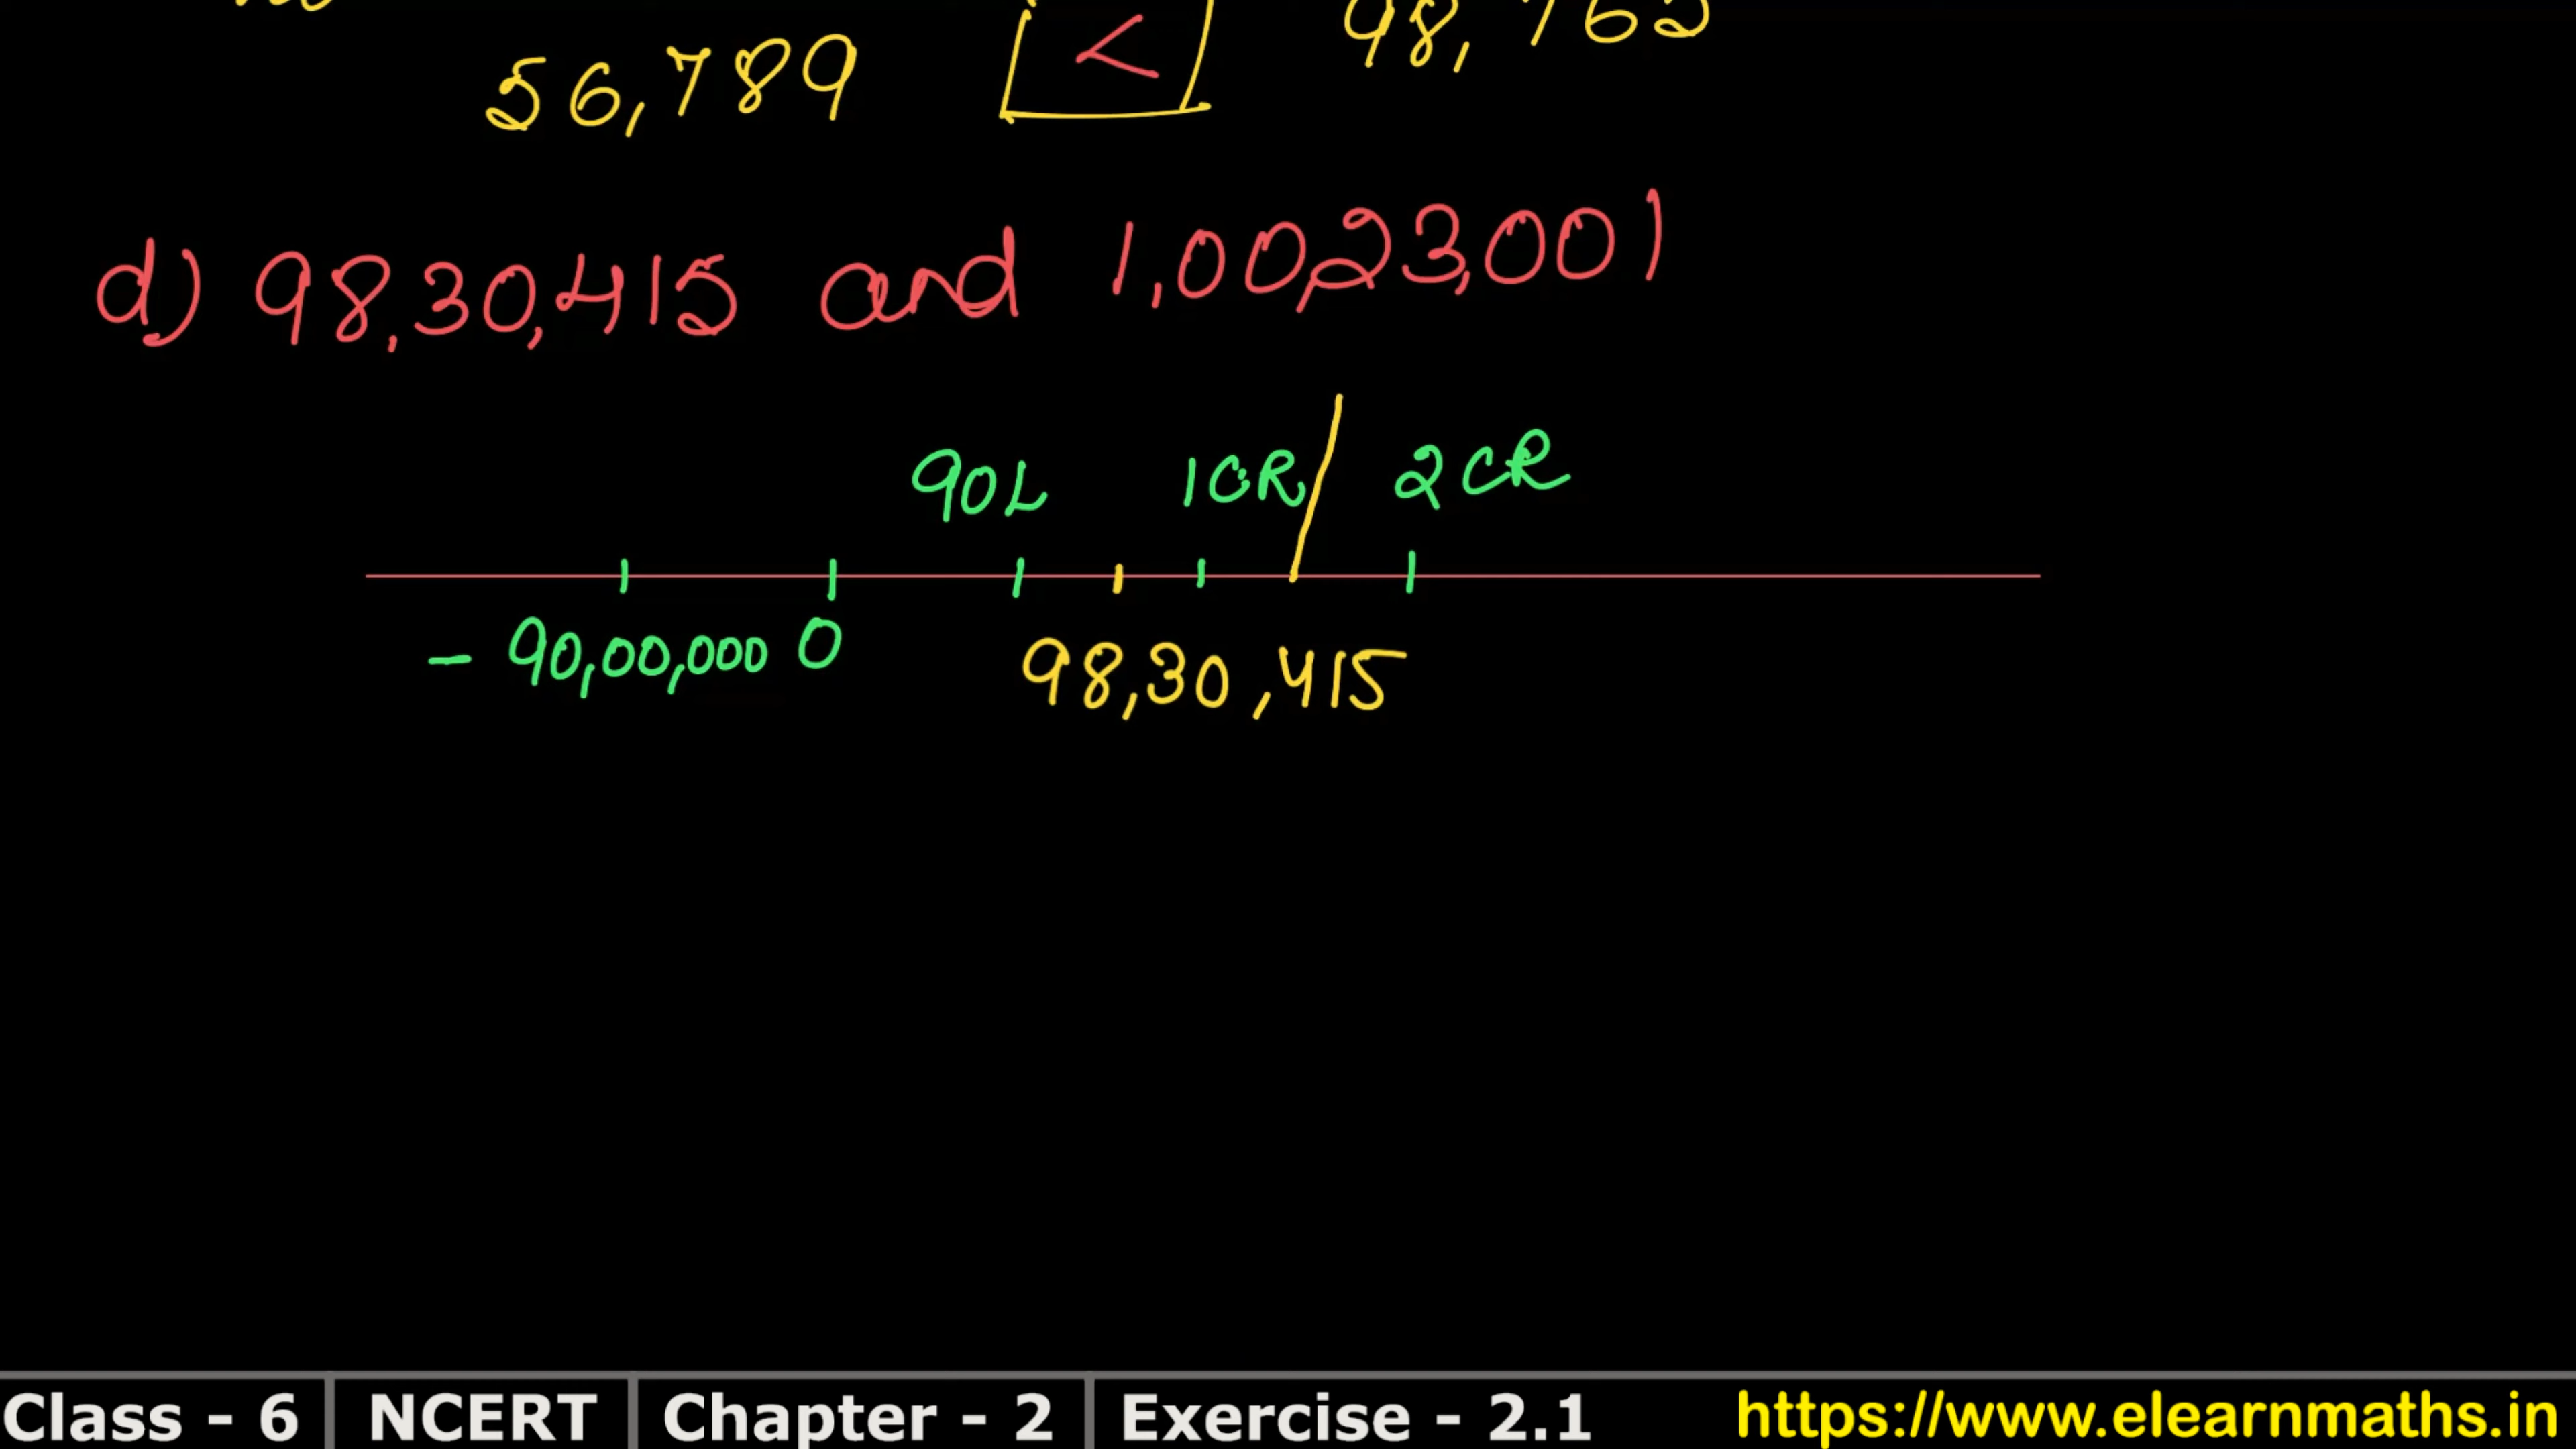 56,789 < 98,765
d) 98,30,415 and 1,00,23,001
90L 1CR 2CR
- 90,00,000 0 98,30,415
Class - 6 NCERT Chapter - 2 Exercise - 2.1 https://www.elearnmaths.in